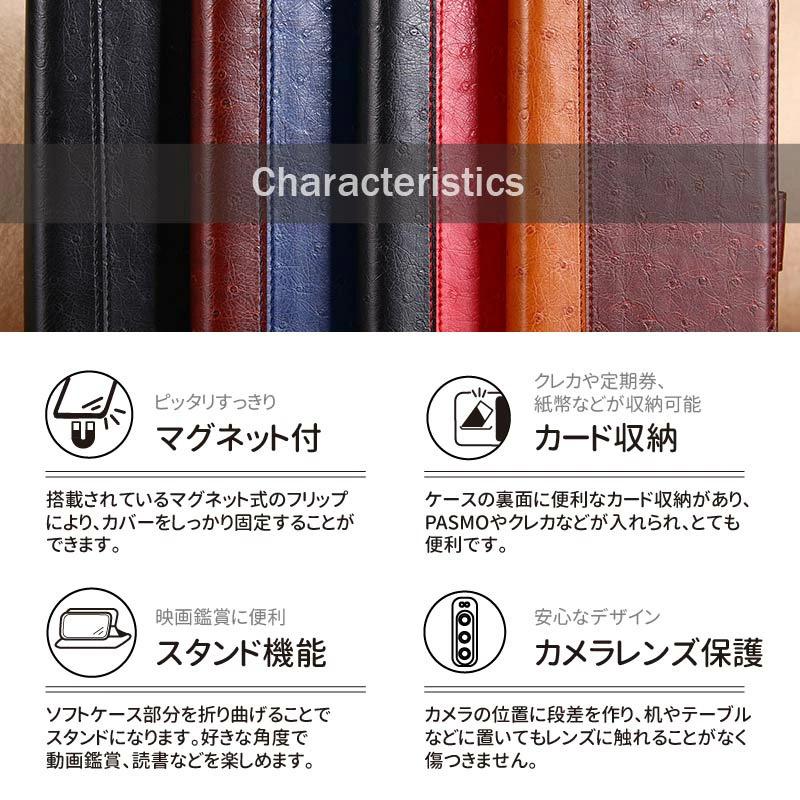 Characteristics
ピッタリすっきり
マグネット付
搭載されているマグネット式のフリップ
により、カバーをしっかり固定することが
できます。
クレカや定期券、
紙幣などが収納可能
カード収納
ケースの裏面に便利なカード収納があり、
PASMOやクレカなどが入れられ、とても
便利です。
映画鑑賞に便利
スタンド機能
ソフトケース部分を折り曲げることで
スタンドになります。好きな角度で
動画鑑賞、読書などを楽しめます。
安心なデザイン
カメラレンズ保護
カメラの位置に段差を作り、机やテーブル
などに置いてもレンズに触れることがなく
傷つきません。